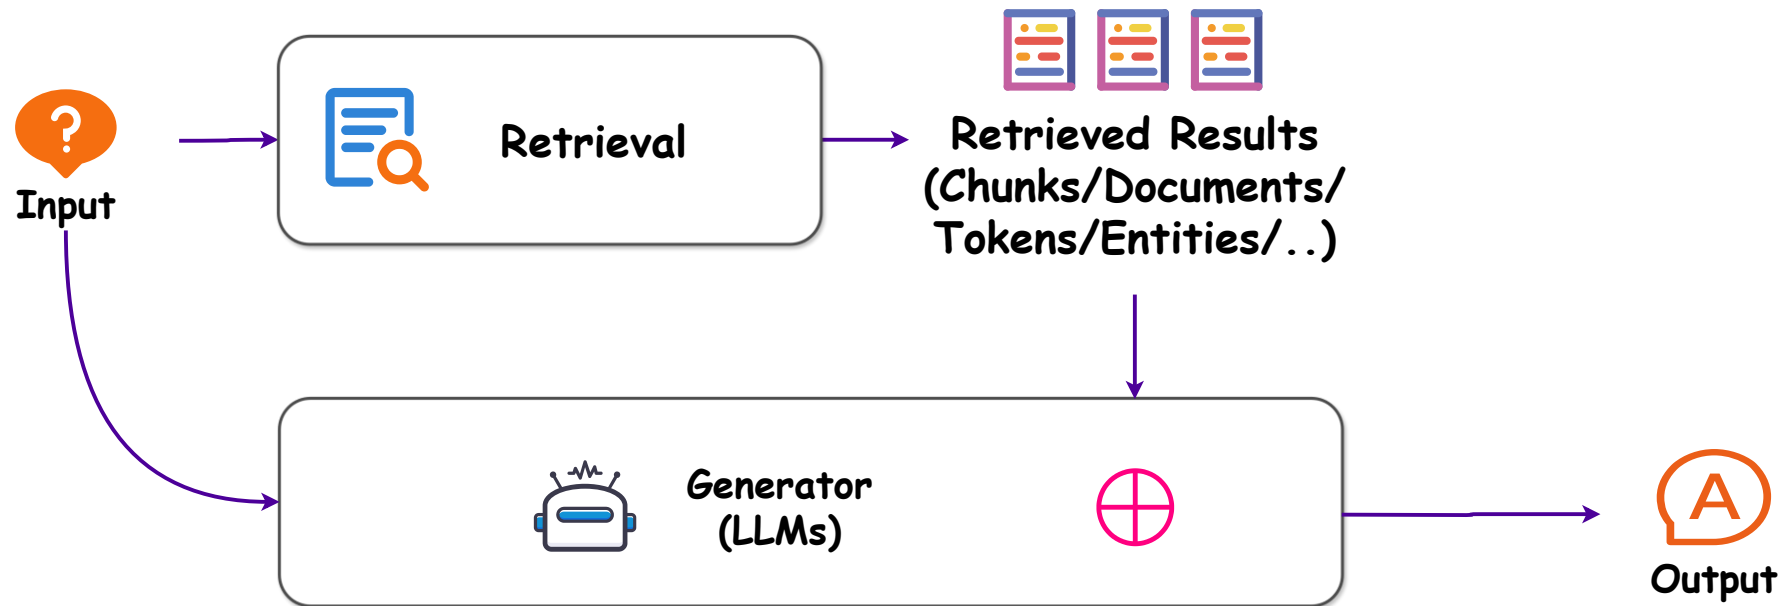 Input
Retrieval
Retrieved Results
(Chunks/Documents/
Tokens/Entities/..)
Generator
(LLMs)
A
Output